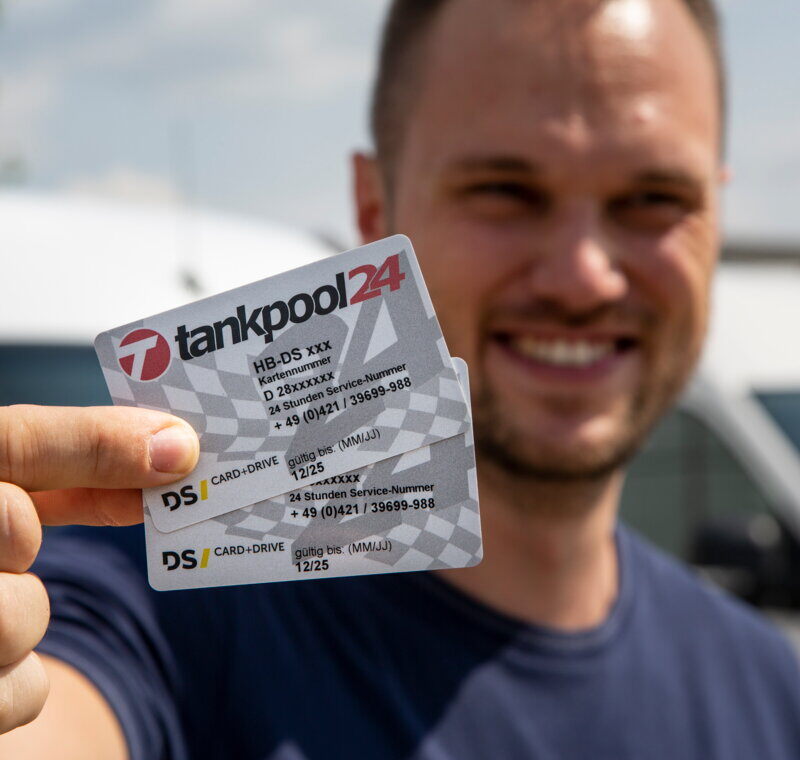 T tankpool24
HB-DS xxx
Kartennummer
D 28xxxxxx
24 Stunden Service-Nummer
+ 49 (0)421 / 39699-988
DS/ CARD+DRIVE gültig bis: (MM/JJ)
12/25
xxxxxx
24 Stunden Service-Nummer
+ 49 (0)421 / 39699-988
DS/ CARD+DRIVE gültig bis: (MM/JJ)
12/25